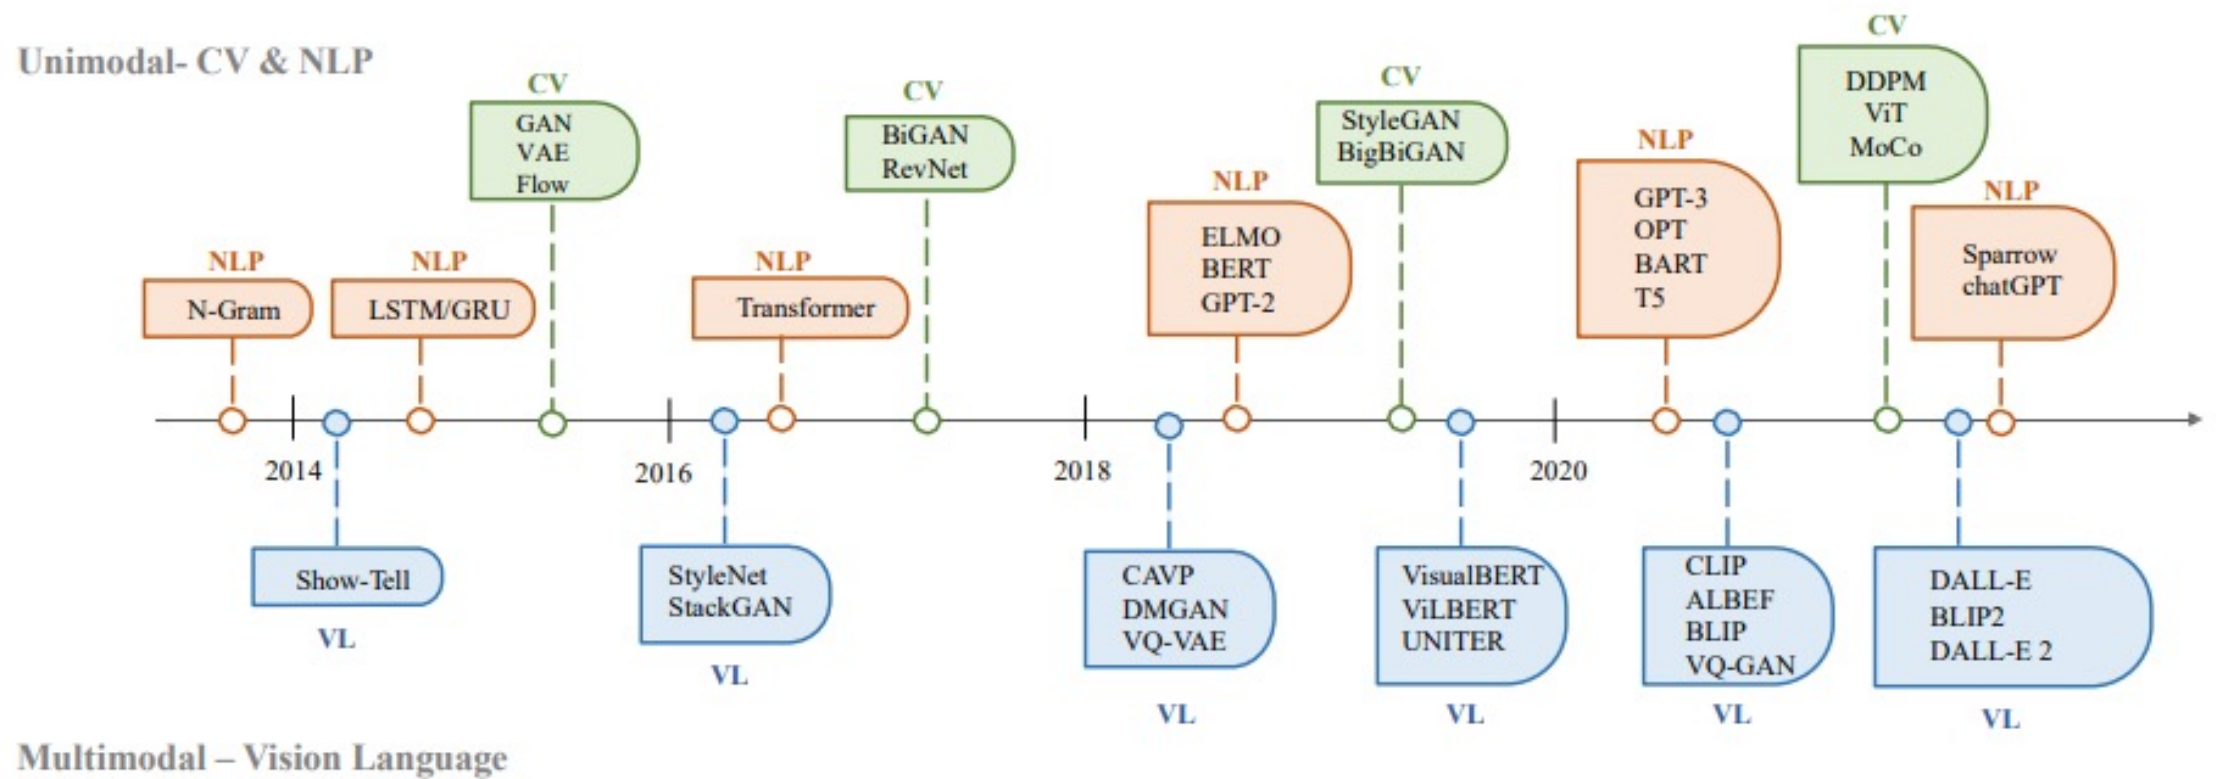 Unimodal- CV & NLP
NLP
N-Gram
NLP
LSTM/GRU
CV
GAN
VAE
Flow
NLP
Transformer
CV
BiGAN
RevNet
NLP
ELMO
BERT
GPT-2
CV
StyleGAN
BigBiGAN
NLP
GPT-3
OPT
BART
T5
CV
DDPM
ViT
MoCo
NLP
Sparrow
chatGPT
2014
2016
2018
2020
Show-Tell
VL
StyleNet
StackGAN
VL
CAVP
DMGAN
VQ-VAE
VL
VisualBERT
ViLBERT
UNITER
VL
CLIP
ALBEF
BLIP
VQ-GAN
VL
DALL-E
BLIP2
DALL-E 2
VL
Multimodal – Vision Language